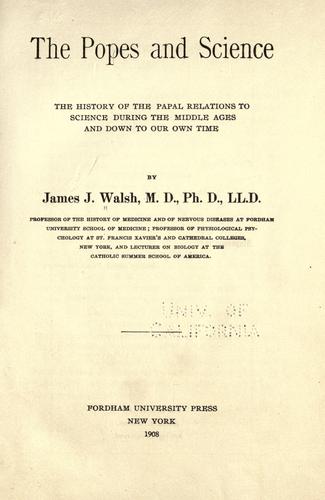 The Popes and Science
THE HISTORY OF THE PAPAL RELATIONS TO
SCIENCE DURING THE MIDDLE AGES
AND DOWN TO OUR OWN TIME
BY
James J. Walsh, M. D., Ph. D., LL.D.
PROFESSOR OF THE HISTORY OF MEDICINE AND OF NERVOUS DISEASES AT FORDHAM
UNIVERSITY SCHOOL OF MEDICINE; PROFESSOR OF PHYSIOLOGICAL PSY-
CHOLOGY AT ST. FRANCIS XAVIER'S AND CATHEDRAL COLLEGES,
NEW YORK, AND LECTURER ON BIOLOGY AT THE
CATHOLIC SUMMER SCHOOL OF AMERICA.
UNIV. OF
CALIFORNIA
FORDHAM UNIVERSITY PRESS
NEW YORK
1908